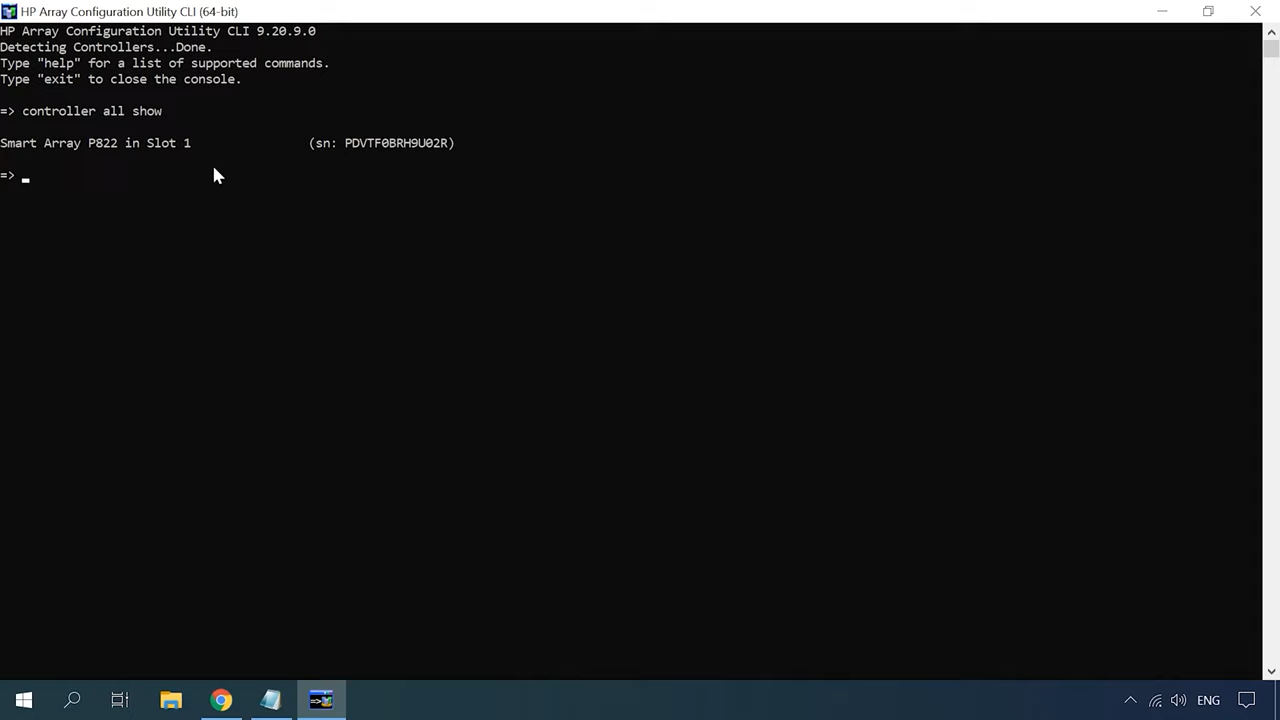 HP Array Configuration Utility CLI (64-bit)
HP Array Configuration Utility CLI 9.20.9.0
Detecting Controllers...Done.
Type "help" for a list of supported commands.
Type "exit" to close the console.
=> controller all show
Smart Array P822 in Slot 1 (sn: PDVTF0BRH9U02R)
=>
ENG